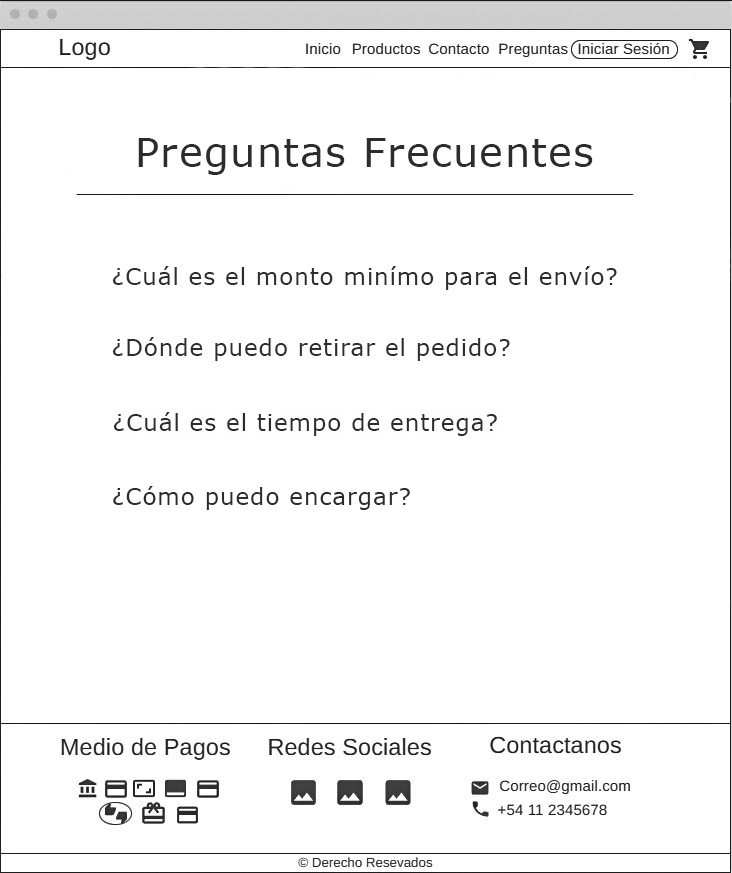 Logo
Inicio Productos Contacto Preguntas Iniciar Sesión
Preguntas Frecuentes
¿Cuál es el monto minímo para el envío?
¿Dónde puedo retirar el pedido?
¿Cuál es el tiempo de entrega?
¿Cómo puedo encargar?
Medio de Pagos
Redes Sociales
Contactanos
Correo@gmail.com
+54 11 2345678
© Derecho Resevados